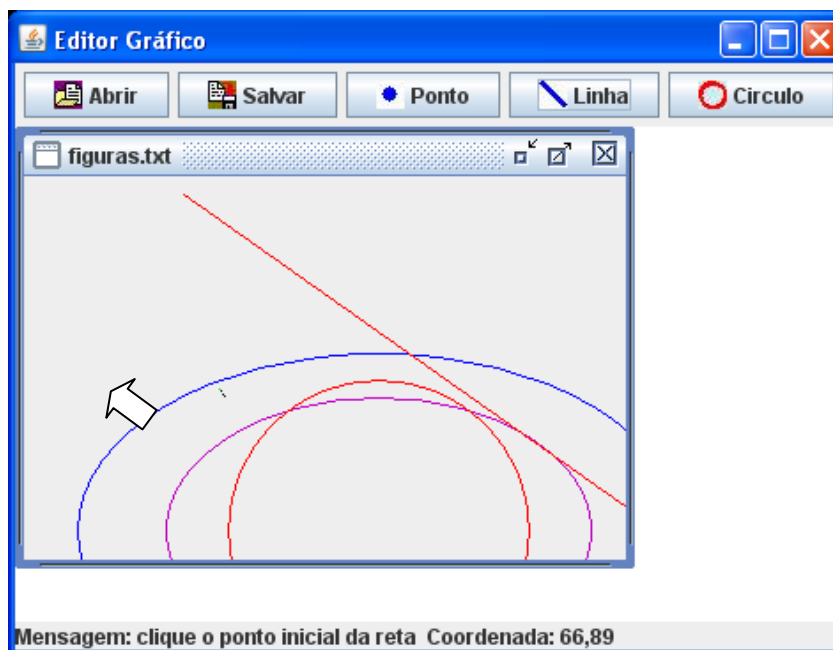 Editor Gráfico
Abrir Salvar Ponto Linha Circulo
figuras.txt
Mensagem: clique o ponto inicial da reta Coordenada: 66,89